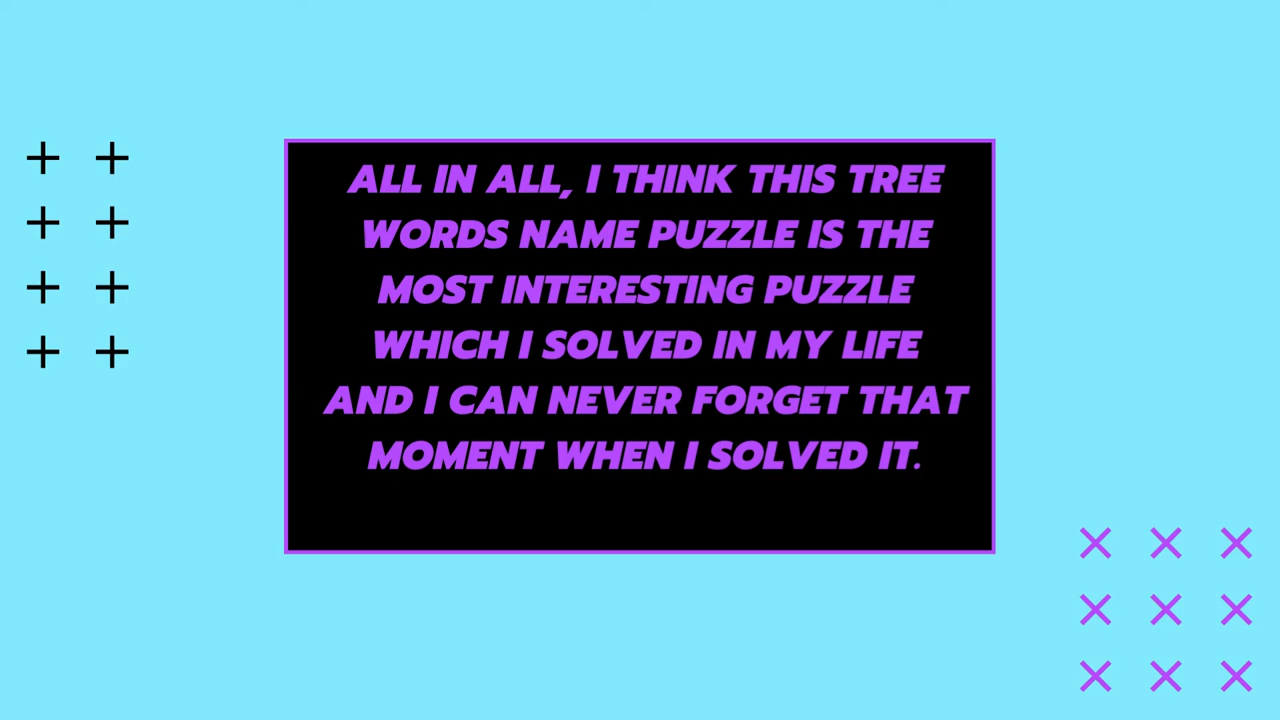 ALL IN ALL, I THINK THIS TREE
WORDS NAME PUZZLE IS THE
MOST INTERESTING PUZZLE
WHICH I SOLVED IN MY LIFE
AND I CAN NEVER FORGET THAT
MOMENT WHEN I SOLVED IT.